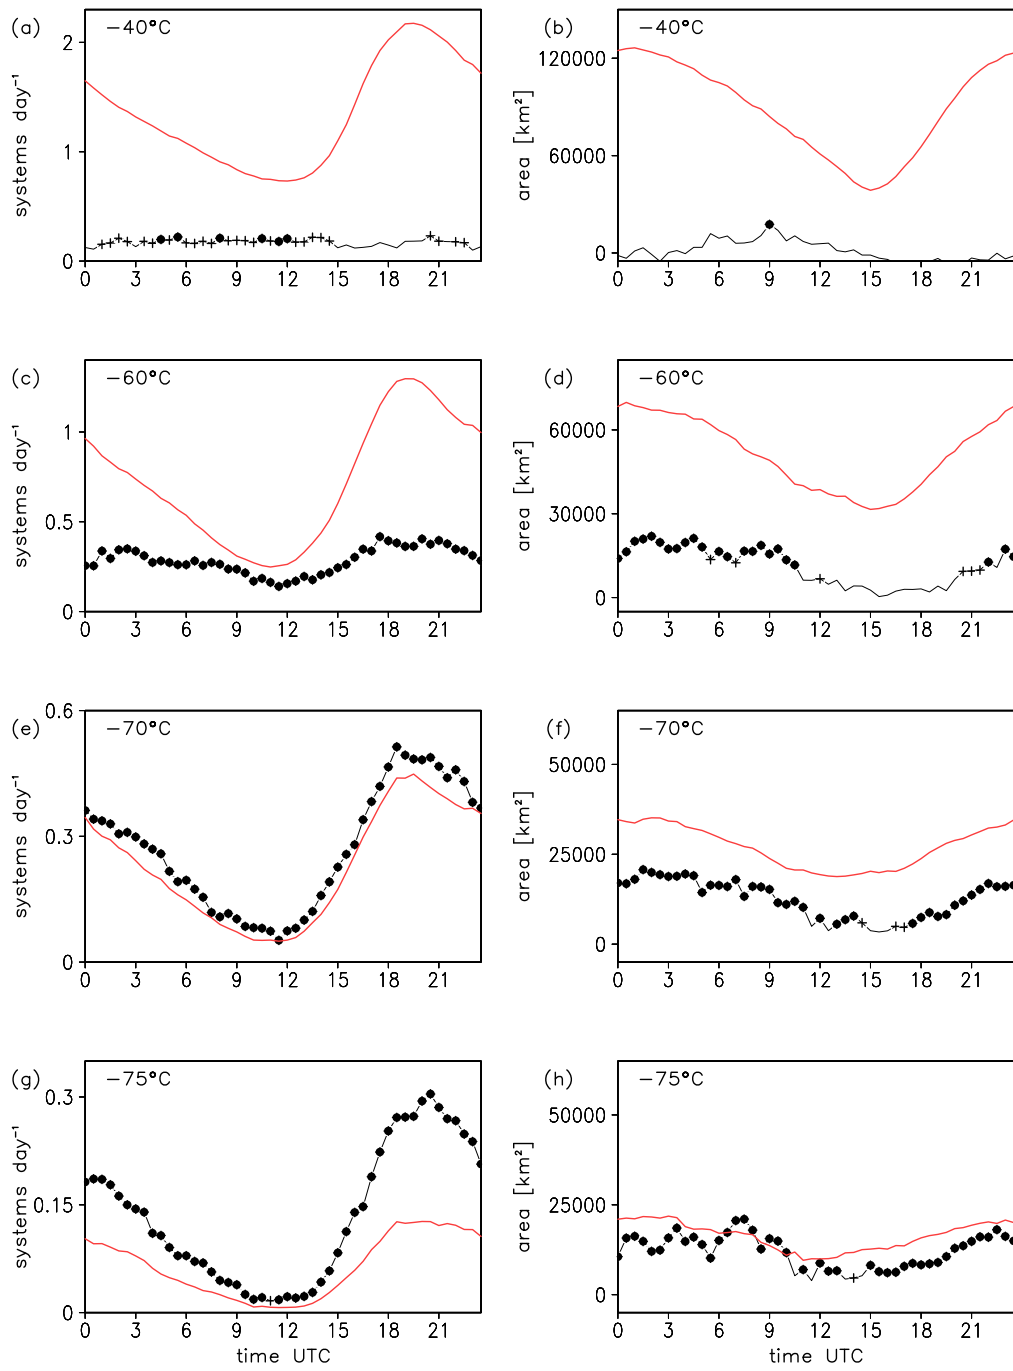 (a) −40°C
systems day⁻¹
2
1
0
0 3 6 9 12 15 18 21
(b) −40°C
area [km²]
120000
60000
0
0 3 6 9 12 15 18 21
(c) −60°C
systems day⁻¹
1
0.5
0
0 3 6 9 12 15 18 21
(d) −60°C
area [km²]
60000
30000
0
0 3 6 9 12 15 18 21
(e) −70°C
systems day⁻¹
0.6
0.3
0
0 3 6 9 12 15 18 21
(f) −70°C
area [km²]
50000
25000
0
0 3 6 9 12 15 18 21
(g) −75°C
systems day⁻¹
0.3
0.15
0
0 3 6 9 12 15 18 21
time UTC
(h) −75°C
area [km²]
50000
25000
0
0 3 6 9 12 15 18 21
time UTC